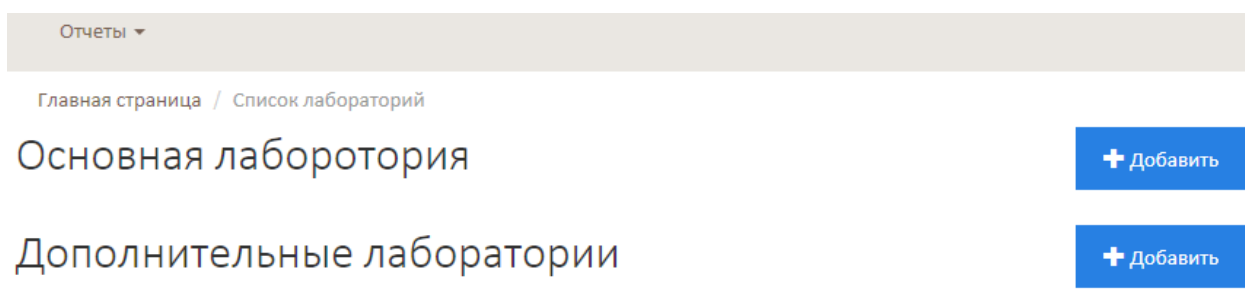 Отчеты
Главная страница / Список лабораторий
Основная лаборотория
Добавить
Дополнительные лаборатории
Добавить